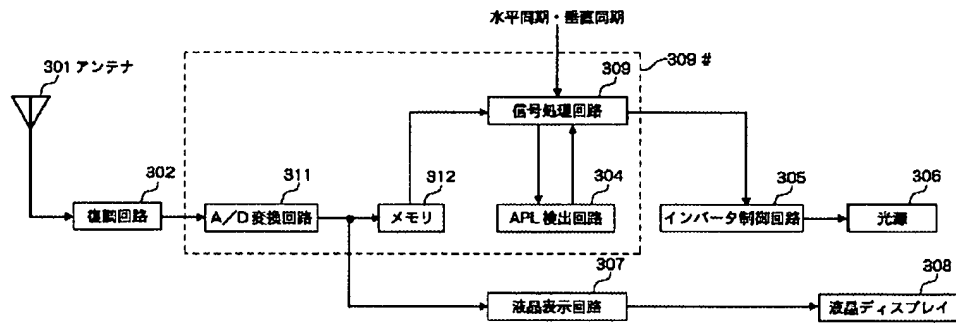 水平同期・垂直同期
309 #
301 アンテナ
309
信号処理回路
302
311
312
304
305
306
復調回路
A/D変換回路
メモリ
APL検出回路
インバータ制御回路
光源
307
308
液晶表示回路
液晶ディスプレイ